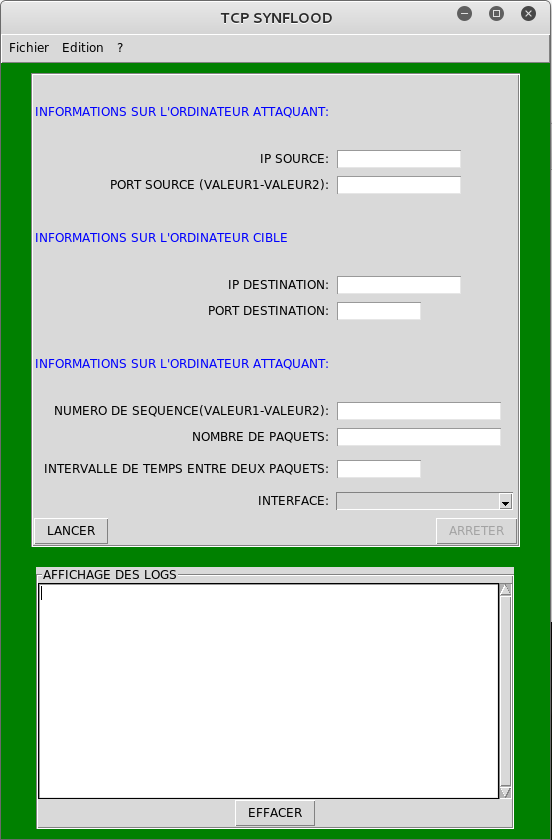 TCP SYNFLOOD
Fichier Edition ?
INFORMATIONS SUR L'ORDINATEUR ATTAQUANT:
IP SOURCE:
PORT SOURCE (VALEUR1-VALEUR2):
INFORMATIONS SUR L'ORDINATEUR CIBLE
IP DESTINATION:
PORT DESTINATION:
INFORMATIONS SUR L'ORDINATEUR ATTAQUANT:
NUMERO DE SEQUENCE(VALEUR1-VALEUR2):
NOMBRE DE PAQUETS:
INTERVALLE DE TEMPS ENTRE DEUX PAQUETS:
INTERFACE:
LANCER ARRETER
AFFICHAGE DES LOGS
EFFACER